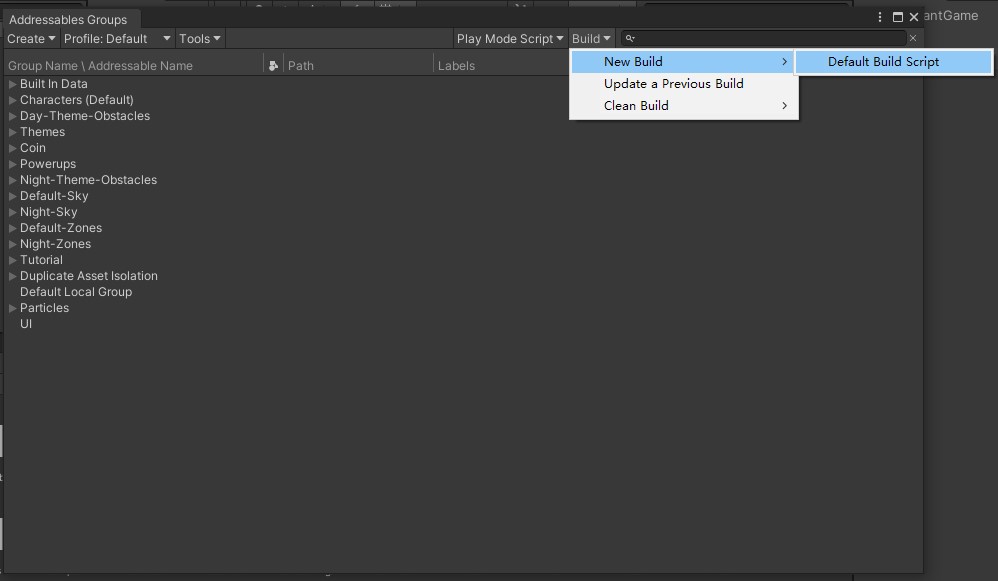 Addressables Groups
antGame
Create Profile: Default Tools Play Mode Script Build
Group Name \ Addressable Name Path Labels
New Build
Default Build Script
Update a Previous Build
Clean Build
Built In Data
Characters (Default)
Day-Theme-Obstacles
Themes
Coin
Powerups
Night-Theme-Obstacles
Default-Sky
Night-Sky
Default-Zones
Night-Zones
Tutorial
Duplicate Asset Isolation
Default Local Group
Particles
UI